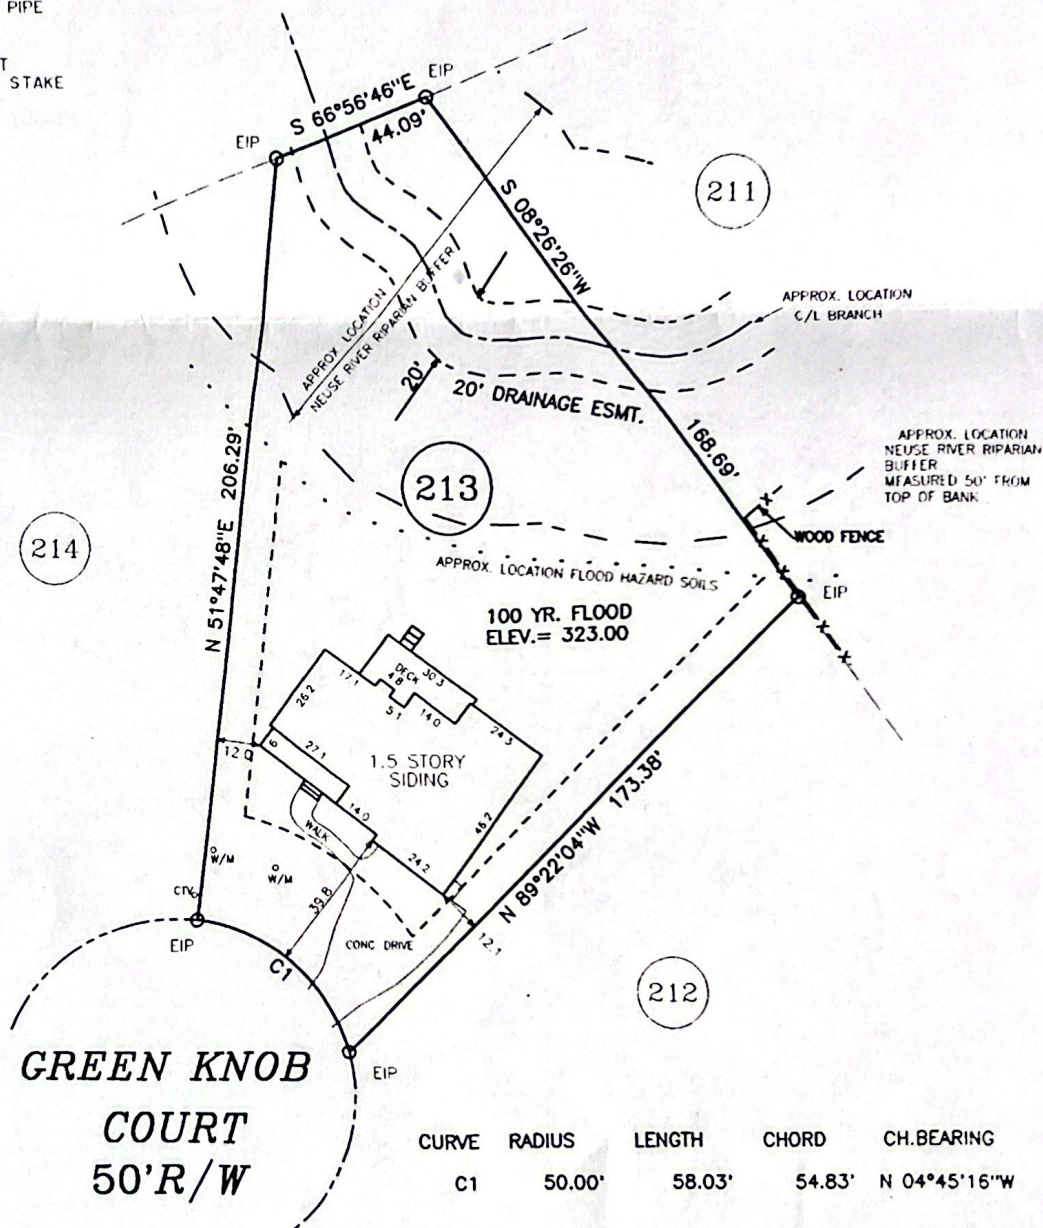 PIPE
T
STAKE
EIP
S 66°56'46"E
44.09'
EIP
211
S 08°26'26"W
168.69'
APPROX. LOCATION
C/L BRANCH
APPROX. LOCATION
NEUSE RIVER RIPARIAN BUFFER
20'
20' DRAINAGE ESMT.
N 51°47'48"E 206.29'
213
214
APPROX. LOCATION
NEUSE RIVER RIPARIAN
BUFFER
MEASURED 50' FROM
TOP OF BANK
WOOD FENCE
EIP
APPROX. LOCATION FLOOD HAZARD SOILS
100 YR. FLOOD
ELEV.= 323.00
DECK
30.3
4.8
17.1
5.1
14.0
26.2
24.3
1.5 STORY
SIDING
12.0
6
27.1
14.0
46.2
WALK
24.2
39.8
W/M
W/M
CTV
EIP
C1
CONC DRIVE
12.1
N 89°22'04"W 173.38'
212
EIP
GREEN KNOB
COURT
50'R/W
CURVE RADIUS LENGTH CHORD CH.BEARING
C1 50.00' 58.03' 54.83' N 04°45'16"W